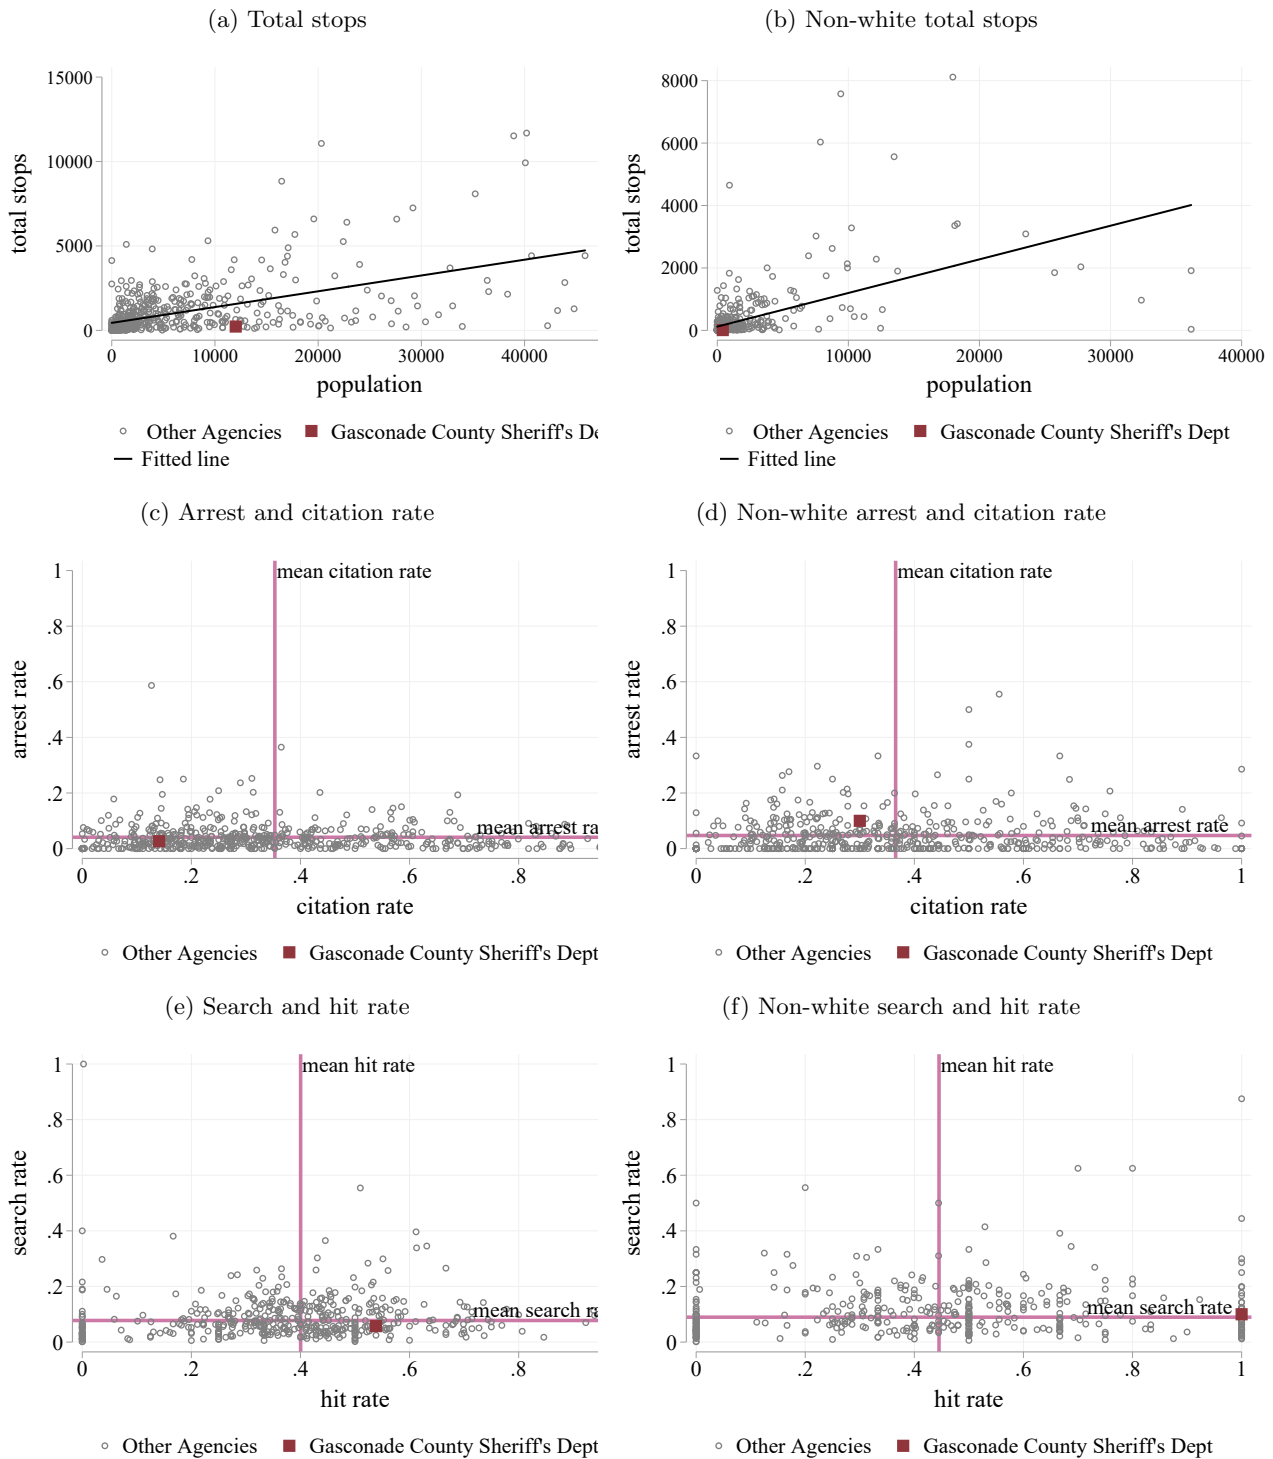 (a) Total stops
15000
10000
5000
0
total stops
0 10000 20000 30000 40000
population
Other Agencies Gasconade County Sheriff's De
Fitted line
(b) Non-white total stops
8000
6000
4000
2000
0
total stops
0 10000 20000 30000 40000
population
Other Agencies Gasconade County Sheriff's Dept
Fitted line
(c) Arrest and citation rate
mean citation rate
1
.8
.6
.4
.2
0
arrest rate
mean arrest ra
0 .2 .4 .6 .8
citation rate
Other Agencies Gasconade County Sheriff's Dept
(d) Non-white arrest and citation rate
mean citation rate
1
.8
.6
.4
.2
0
arrest rate
mean arrest rate
0 .2 .4 .6 .8 1
citation rate
Other Agencies Gasconade County Sheriff's Dept
(e) Search and hit rate
mean hit rate
1
.8
.6
.4
.2
0
search rate
mean search ra
0 .2 .4 .6 .8
hit rate
Other Agencies Gasconade County Sheriff's Dept
(f) Non-white search and hit rate
mean hit rate
1
.8
.6
.4
.2
0
search rate
mean search rate
0 .2 .4 .6 .8 1
hit rate
Other Agencies Gasconade County Sheriff's Dept